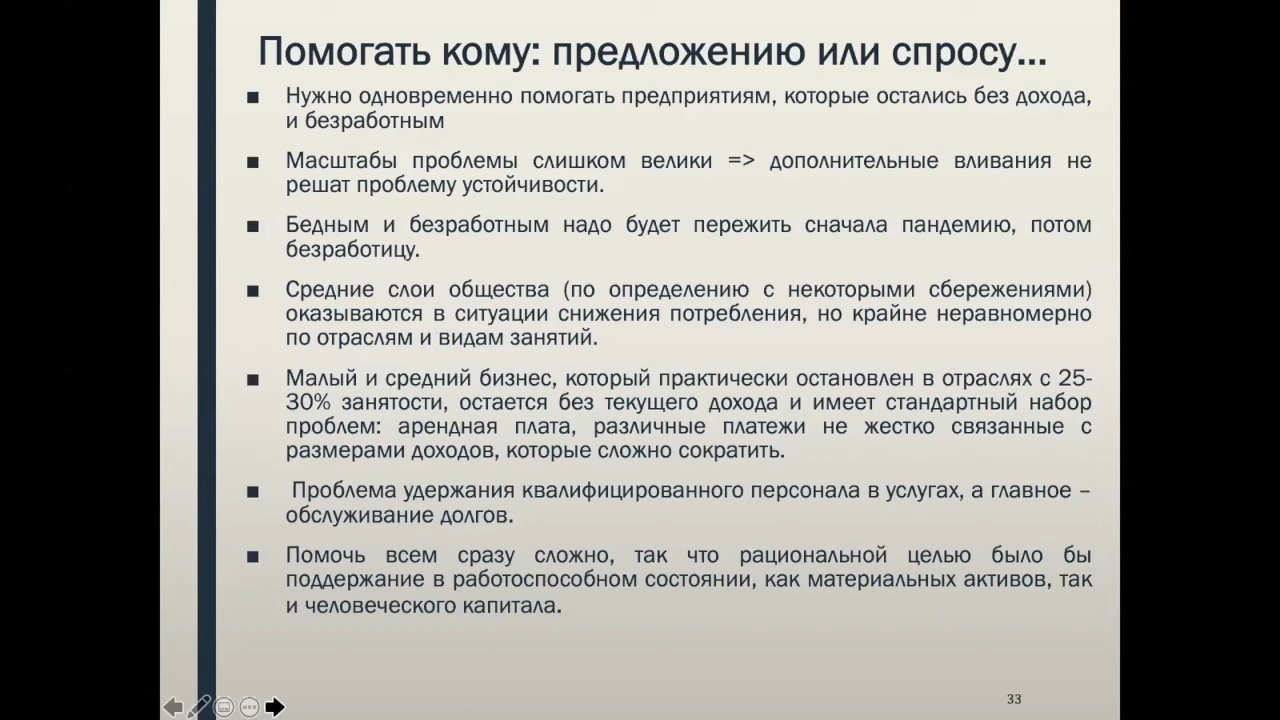 Помогать кому: предложению или спросу...
▪ Нужно одновременно помогать предприятиям, которые остались без дохода,
и безработным
▪ Масштабы проблемы слишком велики => дополнительные вливания не
решат проблему устойчивости.
▪ Бедным и безработным надо будет пережить сначала пандемию, потом
безработицу.
▪ Средние слои общества (по определению с некоторыми сбережениями)
оказываются в ситуации снижения потребления, но крайне неравномерно
по отраслям и видам занятий.
▪ Малый и средний бизнес, который практически остановлен в отраслях с 25-
30% занятости, остается без текущего дохода и имеет стандартный набор
проблем: арендная плата, различные платежи не жестко связанные с
размерами доходов, которые сложно сократить.
▪ Проблема удержания квалифицированного персонала в услугах, а главное –
обслуживание долгов.
▪ Помочь всем сразу сложно, так что рациональной целью было бы
поддержание в работоспособном состоянии, как материальных активов, так
и человеческого капитала.
33